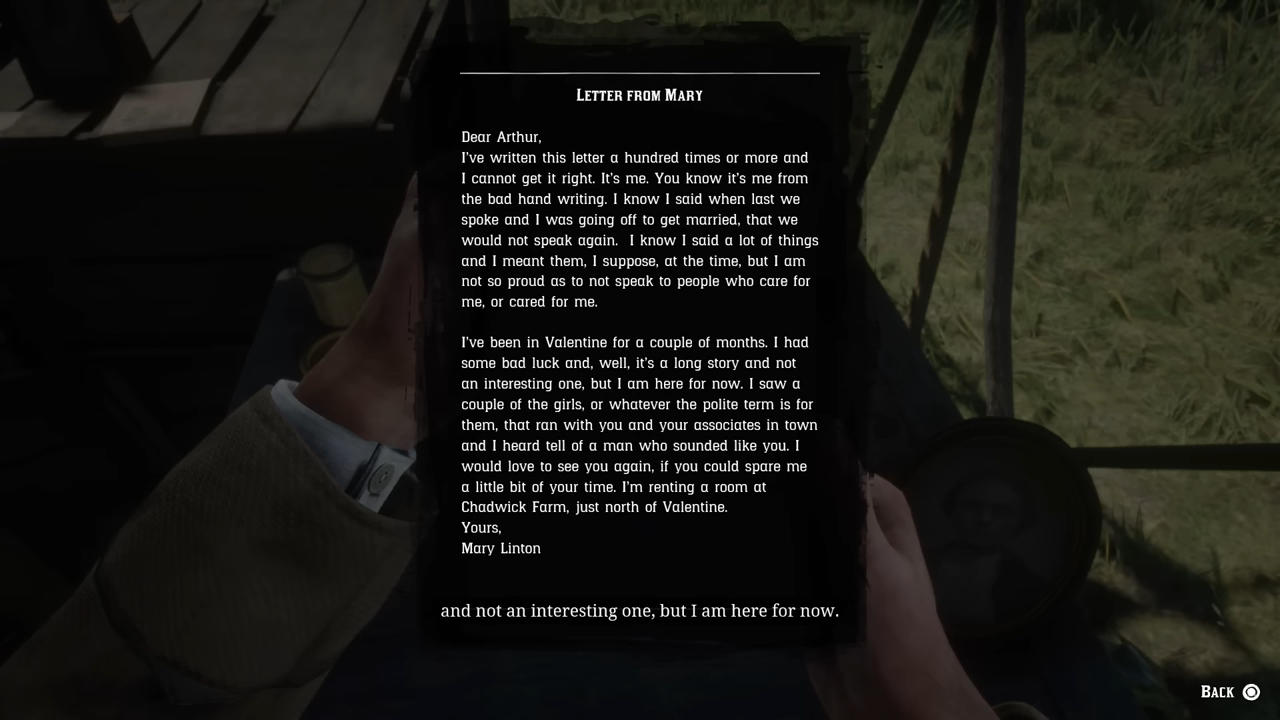 Letter from Mary
Dear Arthur,
I've written this letter a hundred times or more and
I cannot get it right. It's me. You know it's me from
the bad hand writing. I know I said when last we
spoke and I was going off to get married, that we
would not speak again.  I know I said a lot of things
and I meant them, I suppose, at the time, but I am
not so proud as to not speak to people who care for
me, or cared for me.
I've been in Valentine for a couple of months. I had
some bad luck and, well, it's a long story and not
an interesting one, but I am here for now. I saw a
couple of the girls, or whatever the polite term is for
them, that ran with you and your associates in town
and I heard tell of a man who sounded like you. I
would love to see you again, if you could spare me
a little bit of your time. I'm renting a room at
Chadwick Farm, just north of Valentine.
Yours,
Mary Linton
and not an interesting one, but I am here for now.
Back